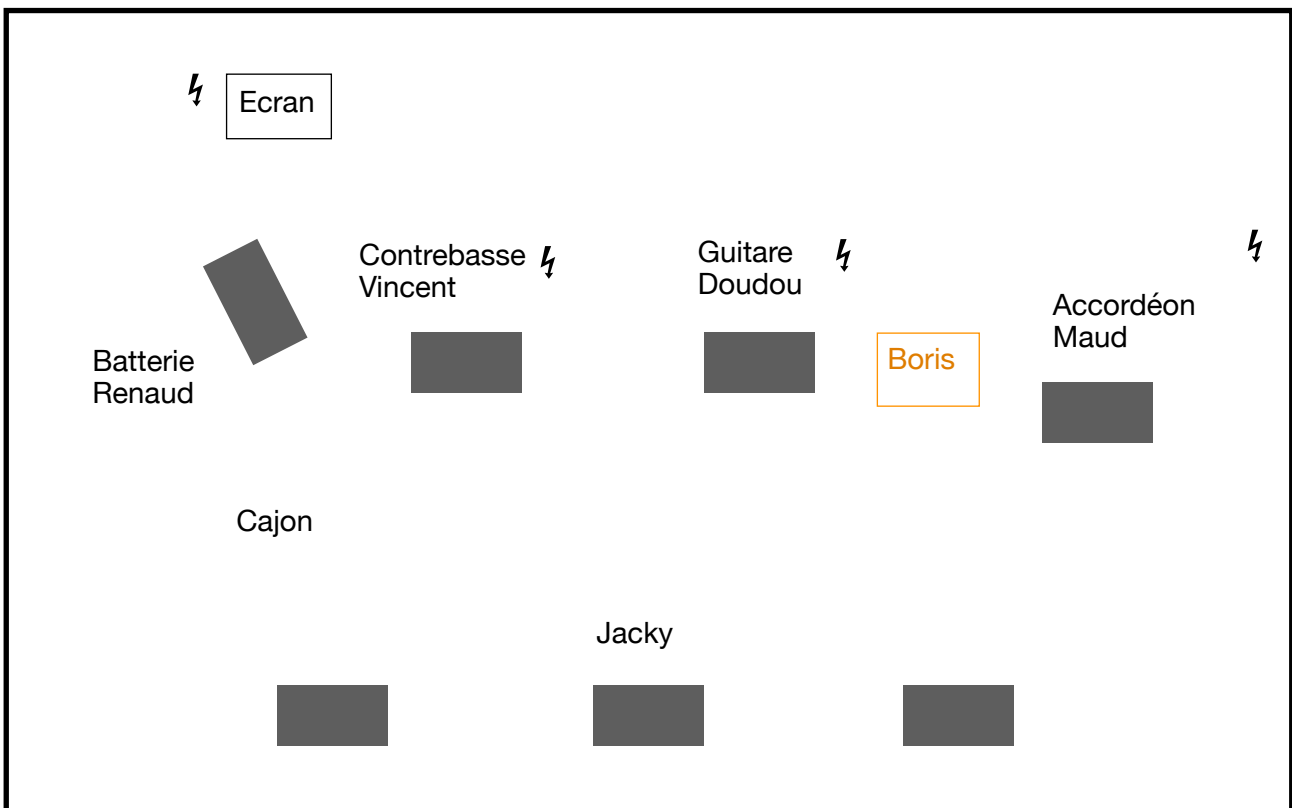 Ecran
Contrebasse
Vincent
Guitare
Doudou
Accordéon
Maud
Boris
Batterie
Renaud
Cajon
Jacky